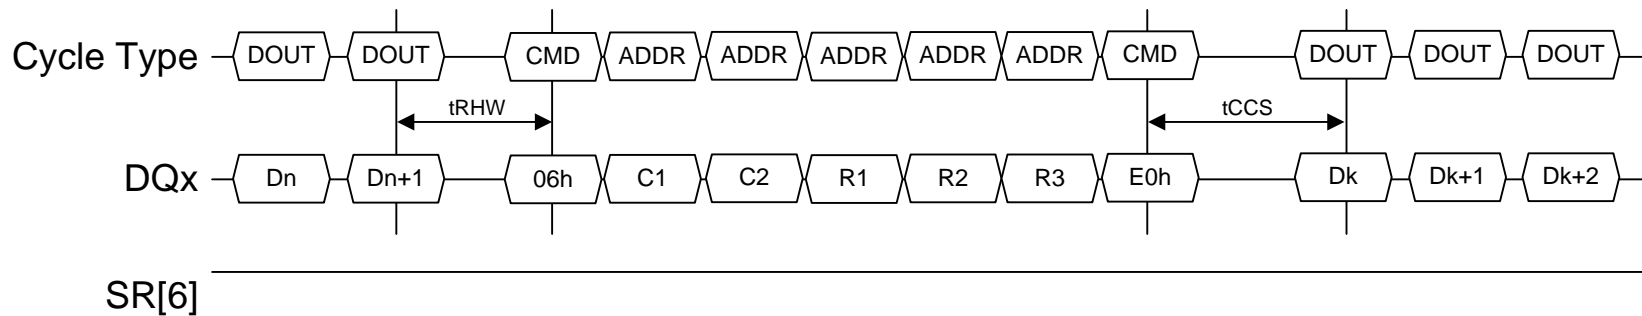 Cycle Type DOUT DOUT CMD ADDR ADDR ADDR ADDR ADDR CMD DOUT DOUT DOUT
tRHW tCCS
DQx Dn Dn+1 06h C1 C2 R1 R2 R3 E0h Dk Dk+1 Dk+2
SR[6]